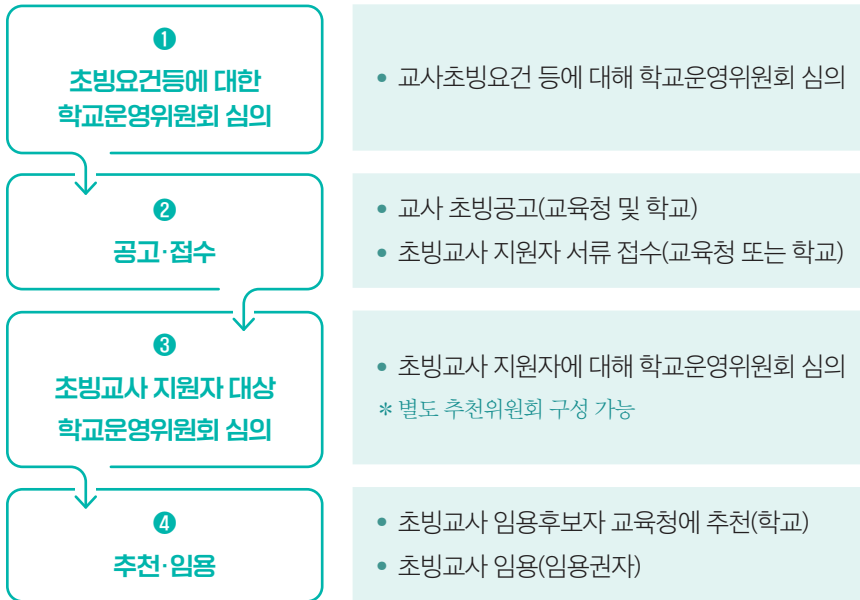 ❶
초빙요건등에 대한
학교운영위원회 심의
• 교사초빙요건 등에 대해 학교운영위원회 심의
❷
공고·접수
• 교사 초빙공고(교육청 및 학교)
• 초빙교사 지원자 서류 접수(교육청 또는 학교)
❸
초빙교사 지원자 대상
학교운영위원회 심의
• 초빙교사 지원자에 대해 학교운영위원회 심의
* 별도 추천위원회 구성 가능
❹
추천·임용
• 초빙교사 임용후보자 교육청에 추천(학교)
• 초빙교사 임용(임용권자)